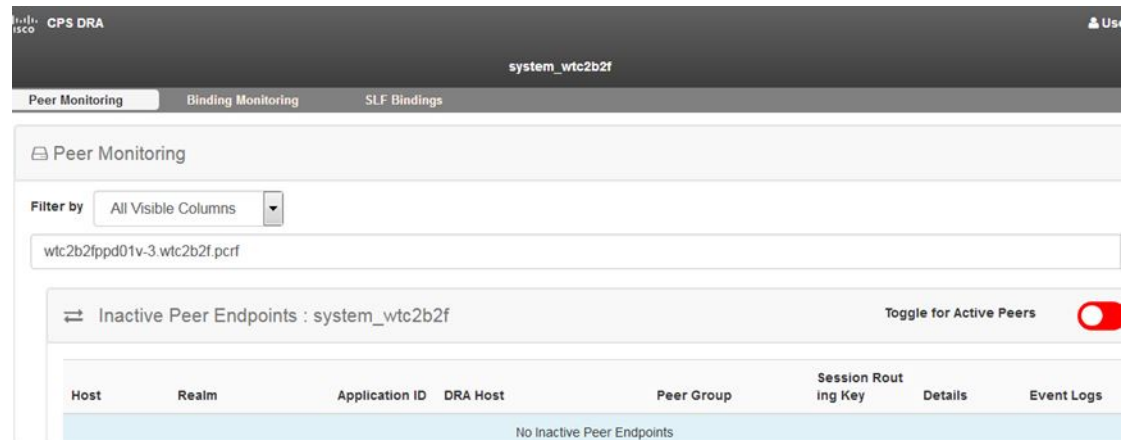 CPS DRA
system_wtc2b2f
Peer Monitoring Binding Monitoring SLF Bindings
Peer Monitoring
Filter by All Visible Columns
wtc2b2fppd01v-3.wtc2b2f.pcrf
Inactive Peer Endpoints : system_wtc2b2f Toggle for Active Peers
Host Realm Application ID DRA Host Peer Group Session Rout
ing Key Details Event Logs
No Inactive Peer Endpoints